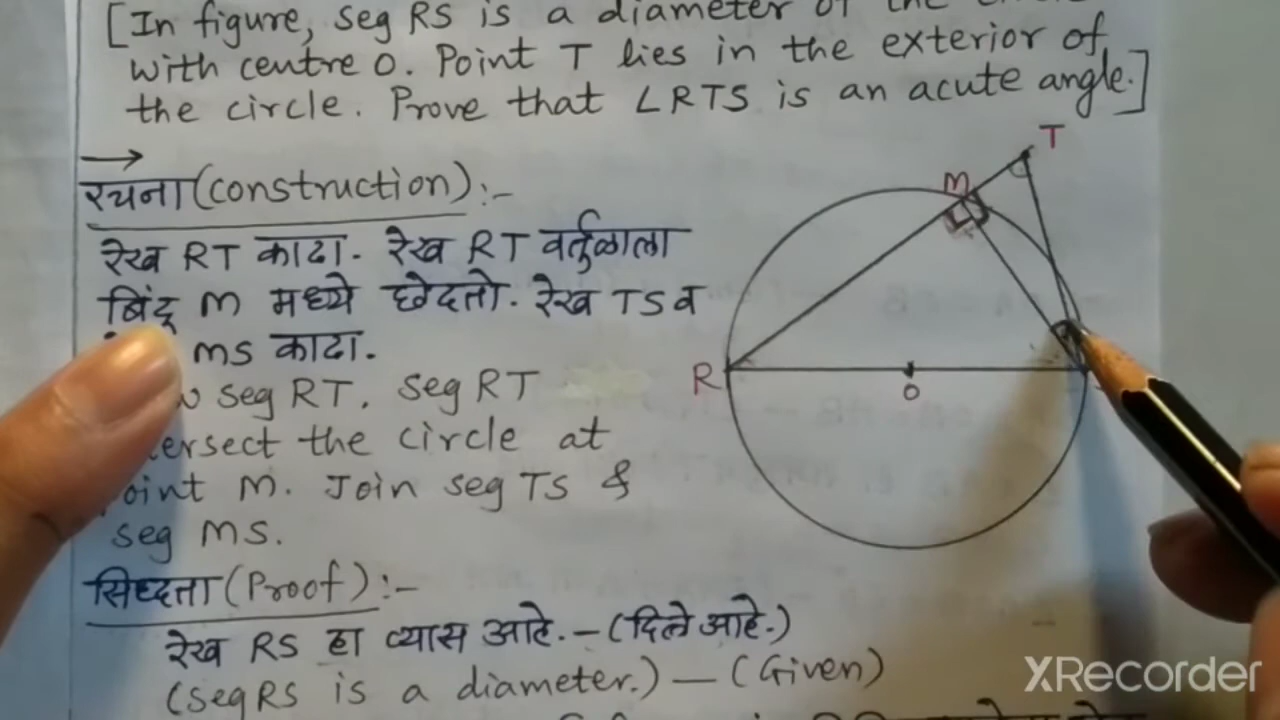 [In figure, seg RS is a diameter of the circle
with centre O. Point T lies in the exterior of
the circle. Prove that ∠RTS is an acute angle.]
T
रचना (construction) :-
M
रेख RT काढा. रेख RT वर्तुळाला
बिंदू M मध्ये छेदतो. रेख TS व
MS काढा.
R
O
seg RT. seg RT
the circle at
M. Join seg TS &
seg MS.
सिध्दता (Proof) :-
रेख RS हा व्यास आहे. - (दिले आहे.)
(seg RS is a diameter.) - (Given)
XRecorder